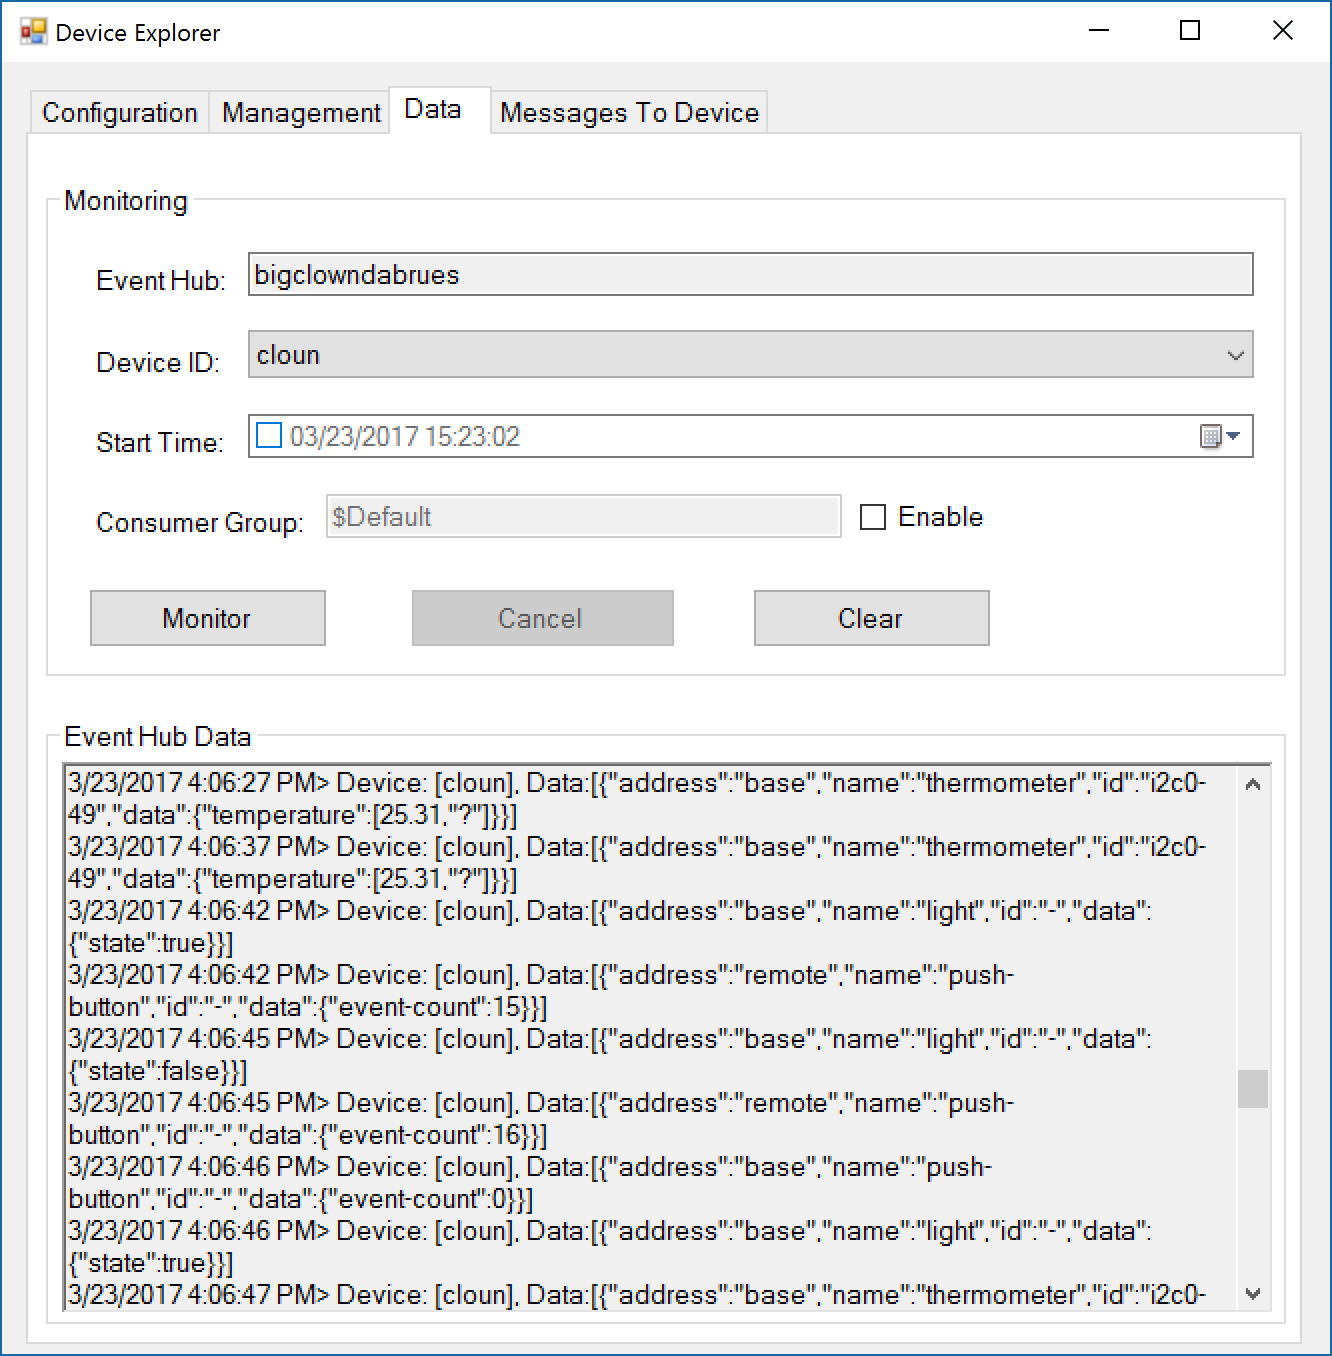 Device Explorer
Configuration Management Data Messages To Device
Monitoring
Event Hub: bigclowndabrues
Device ID: cloun
Start Time: 03/23/2017 15:23:02
Consumer Group: $Default Enable
Monitor Cancel Clear
Event Hub Data
3/23/2017 4:06:27 PM> Device: [cloun], Data:[{"address":"base","name":"thermometer","id":"i2c0-
49","data":{"temperature":[25.31,"?"]}}]
3/23/2017 4:06:37 PM> Device: [cloun], Data:[{"address":"base","name":"thermometer","id":"i2c0-
49","data":{"temperature":[25.31,"?"]}}]
3/23/2017 4:06:42 PM> Device: [cloun], Data:[{"address":"base","name":"light","id":"-","data":
{"state":true}}]
3/23/2017 4:06:42 PM> Device: [cloun], Data:[{"address":"remote","name":"push-
button","id":"-","data":{"event-count":15}}]
3/23/2017 4:06:45 PM> Device: [cloun], Data:[{"address":"base","name":"light","id":"-","data":
{"state":false}}]
3/23/2017 4:06:45 PM> Device: [cloun], Data:[{"address":"remote","name":"push-
button","id":"-","data":{"event-count":16}}]
3/23/2017 4:06:46 PM> Device: [cloun], Data:[{"address":"base","name":"push-
button","id":"-","data":{"event-count":0}}]
3/23/2017 4:06:46 PM> Device: [cloun], Data:[{"address":"base","name":"light","id":"-","data":
{"state":true}}]
3/23/2017 4:06:47 PM> Device: [cloun], Data:[{"address":"base","name":"thermometer","id":"i2c0-